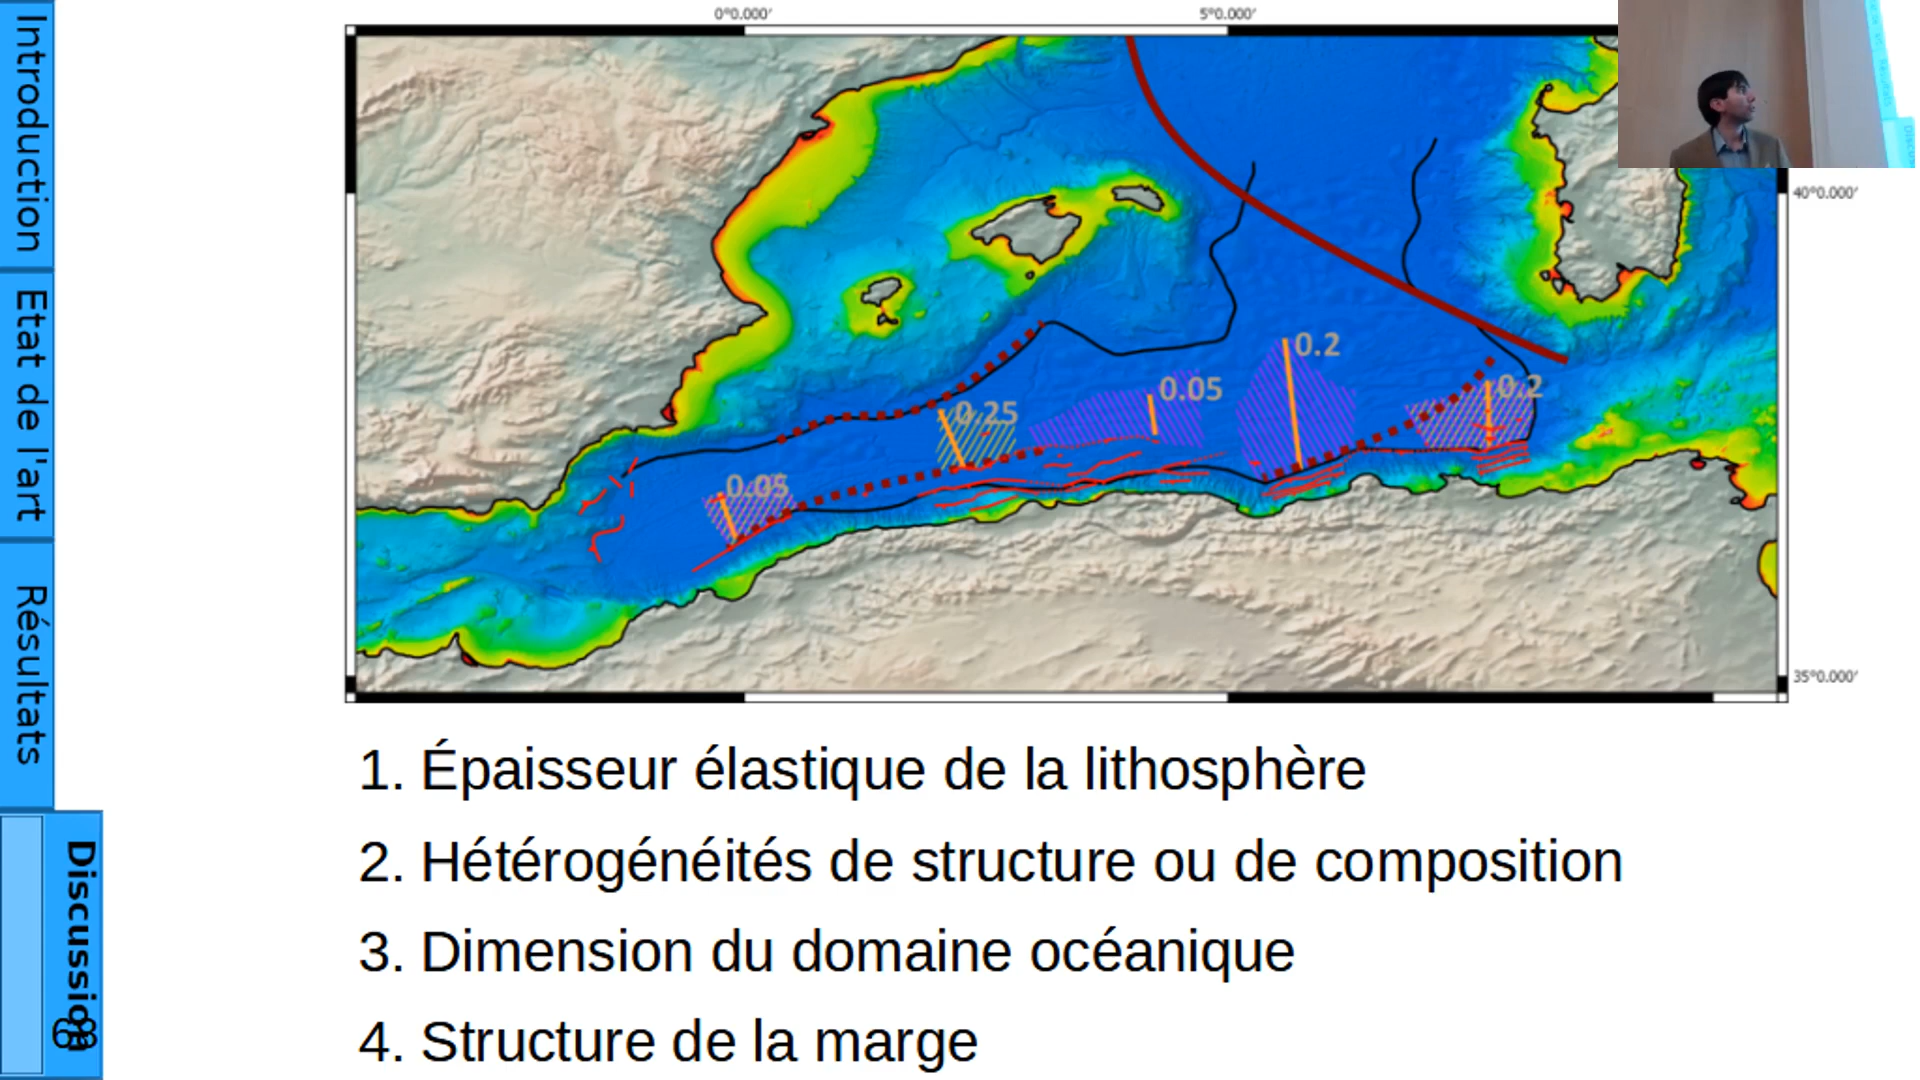 Introduction
Etat de l'art
Résultats
Discussion
68
0°0.000'
5°0.000'
40°0.000'
35°0.000'
0.2
0.05
0.2
0.25
0.05
1. Épaisseur élastique de la lithosphère
2. Hétérogénéités de structure ou de composition
3. Dimension du domaine océanique
4. Structure de la marge